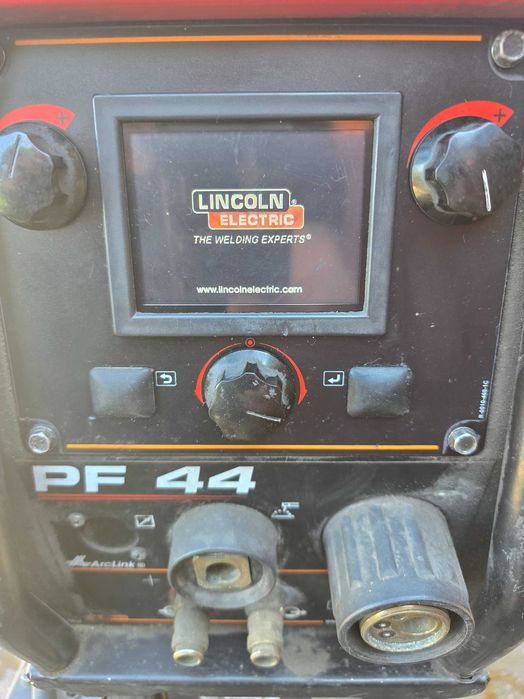 LINCOLN ®
ELECTRIC
THE WELDING EXPERTS®
www.lincolnelectric.com
PF 44
ArcLink®